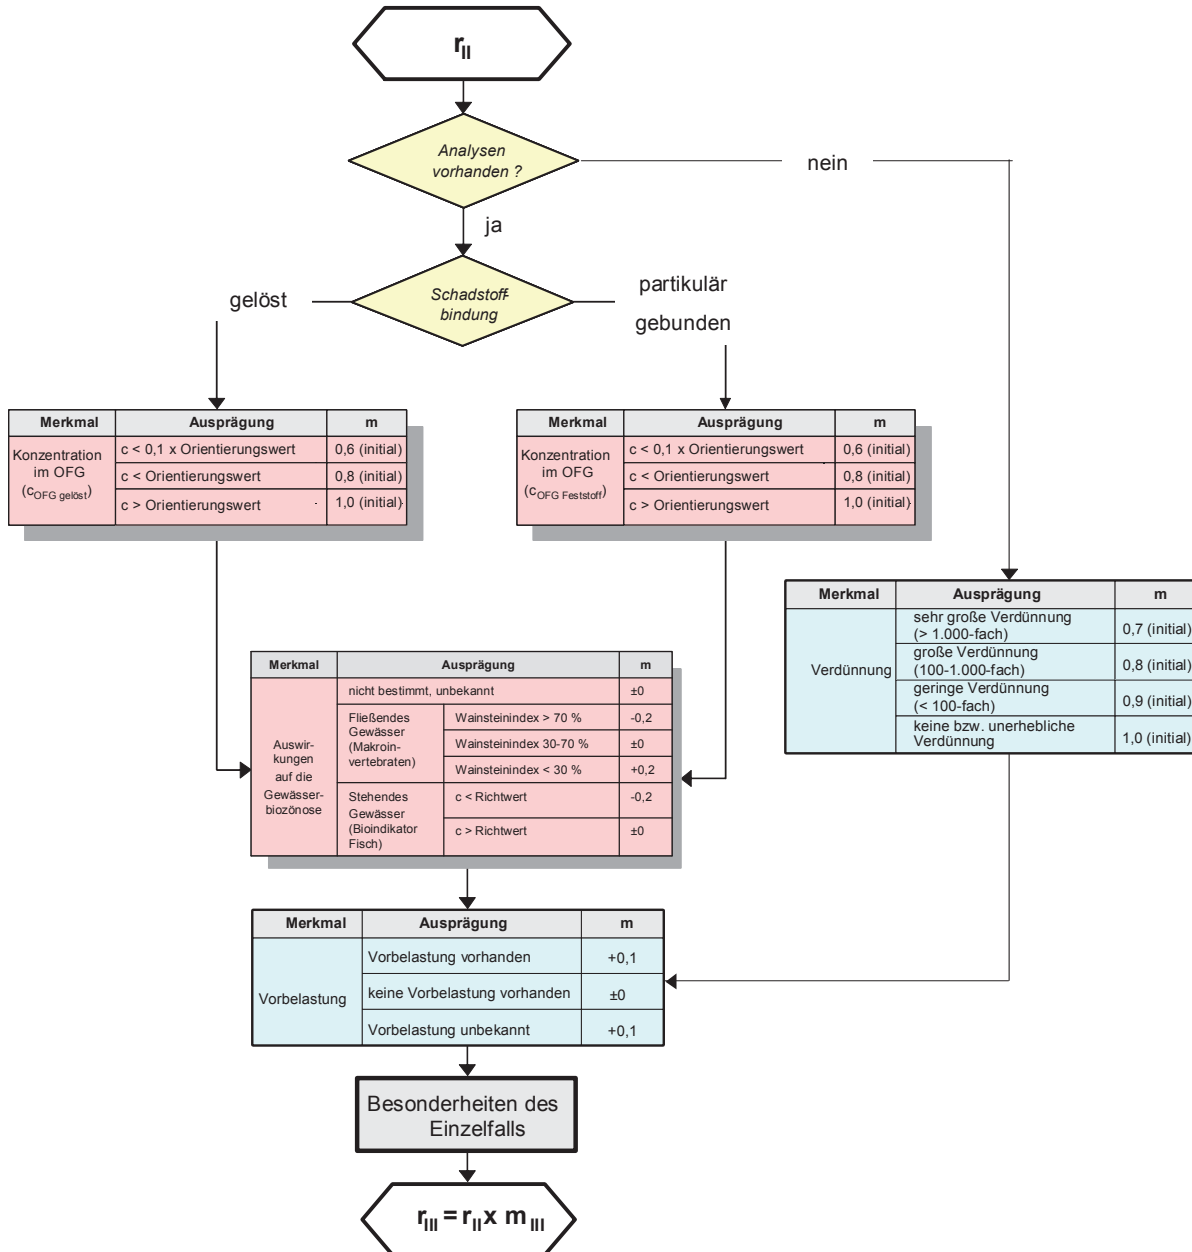 r_II
Analysen
vorhanden ?
nein
ja
Schadstoff-
bindung
gelöst
partikulär
gebunden
Merkmal Ausprägung m
Konzentration
im OFG
(c_OFG gelöst)
c < 0,1 x Orientierungswert 0,6 (initial)
c < Orientierungswert 0,8 (initial)
c > Orientierungswert 1,0 (initial)
Merkmal Ausprägung m
Konzentration
im OFG
(c_OFG Feststoff)
c < 0,1 x Orientierungswert 0,6 (initial)
c < Orientierungswert 0,8 (initial)
c > Orientierungswert 1,0 (initial)
Merkmal Ausprägung m
Verdünnung
sehr große Verdünnung
(> 1.000-fach) 0,7 (initial)
große Verdünnung
(100-1.000-fach) 0,8 (initial)
geringe Verdünnung
(< 100-fach) 0,9 (initial)
keine bzw. unerhebliche
Verdünnung 1,0 (initial)
Merkmal Ausprägung m
Auswir-
kungen
auf die
Gewässer-
biozönose
nicht bestimmt, unbekannt ±0
Fließendes
Gewässer
(Makroin-
vertebraten)
Wainsteinindex > 70 % -0,2
Wainsteinindex 30-70 % ±0
Wainsteinindex < 30 % +0,2
Stehendes
Gewässer
(Bioindikator
Fisch)
c < Richtwert -0,2
c > Richtwert ±0
Merkmal Ausprägung m
Vorbelastung
Vorbelastung vorhanden +0,1
keine Vorbelastung vorhanden ±0
Vorbelastung unbekannt +0,1
Besonderheiten des
Einzelfalls
r_III = r_II x m_III